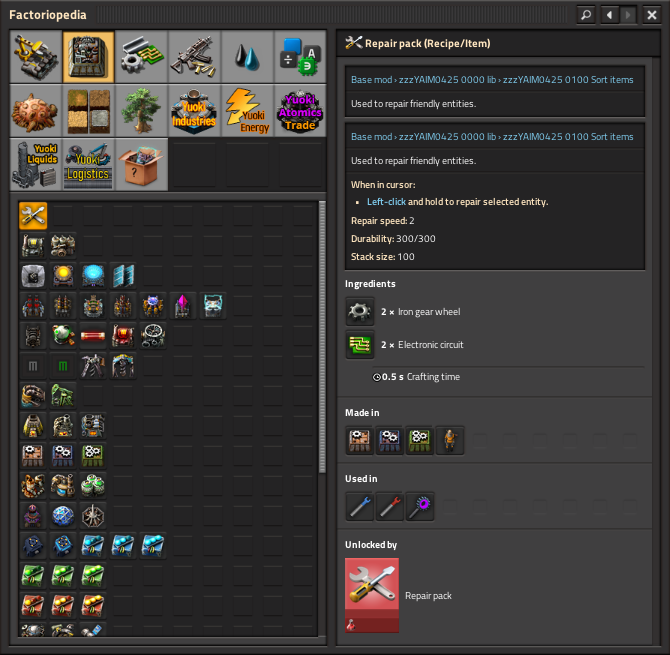 Factoriopedia
Repair pack (Recipe/Item)
A
Yuoki
Industries
Yuoki
Energy
Yuoki
Atomics
Trade
Yuoki
Liquids
Yuoki
Logistics
?
m
m
Base mod › zzzYAIM0425 0000 lib › zzzYAIM0425 0100 Sort items
Used to repair friendly entities.
Base mod › zzzYAIM0425 0000 lib › zzzYAIM0425 0100 Sort items
Used to repair friendly entities.
When in cursor:
• Left-click and hold to repair selected entity.
Repair speed: 2
Durability: 300/300
Stack size: 100
Ingredients
2 × Iron gear wheel
2 × Electronic circuit
0.5 s Crafting time
Made in
Used in
Unlocked by
Repair pack